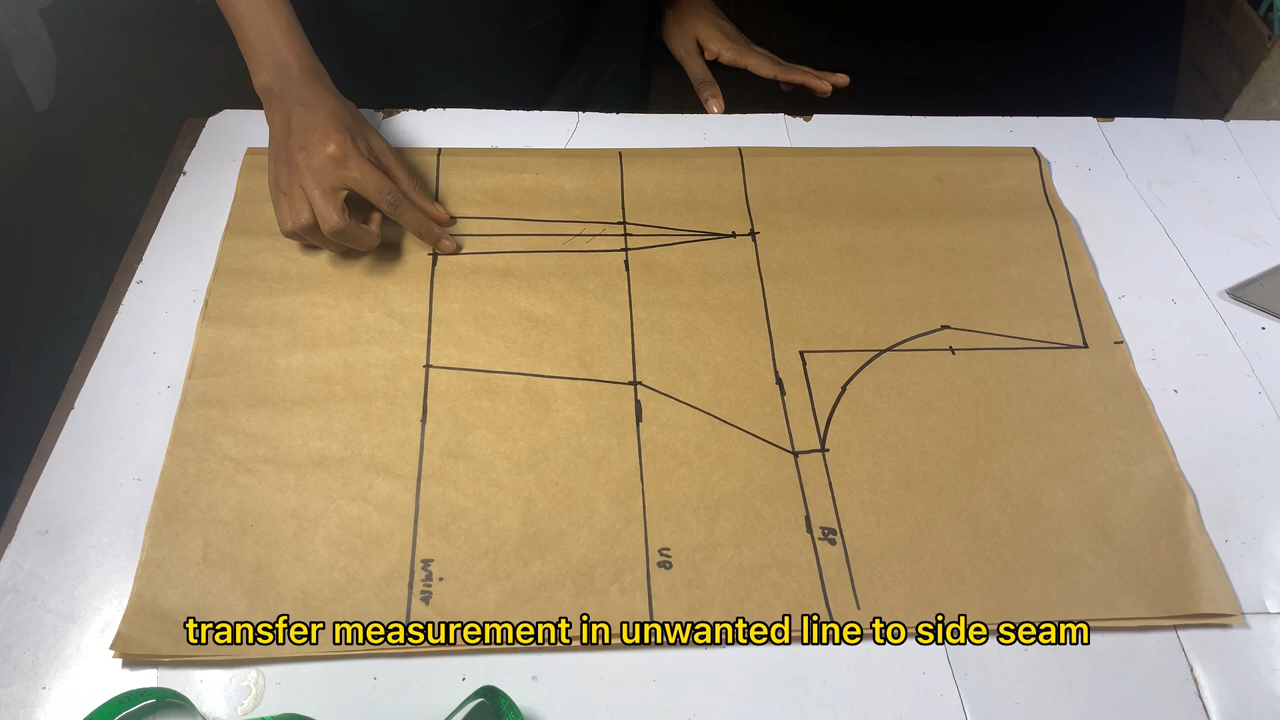 BP
UB
waist
transfer measurement in unwanted line to side seam